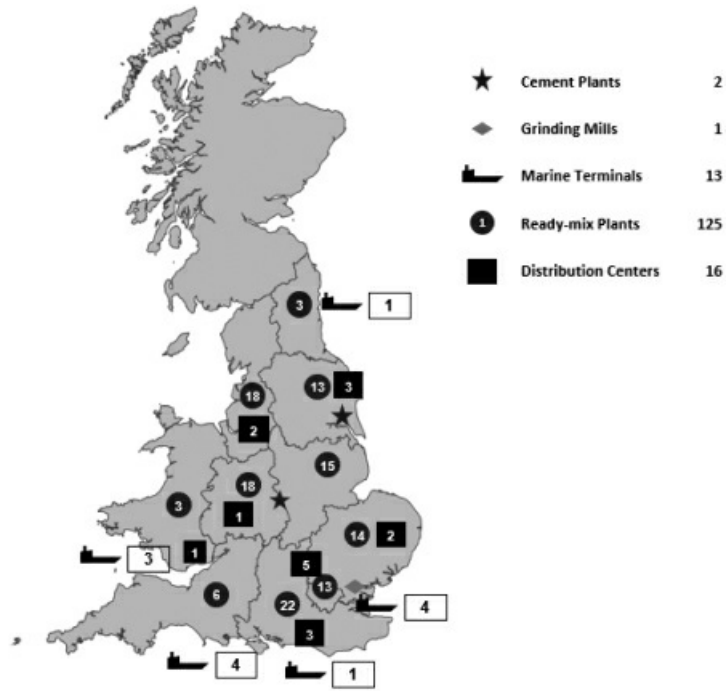 Cement Plants 2
Grinding Mills 1
Marine Terminals 13
1 Ready-mix Plants 125
Distribution Centers 16
3 1
18 13 3
2
15
18
3
1
14 2
1
3
5
13
6
22
4
3
4
1